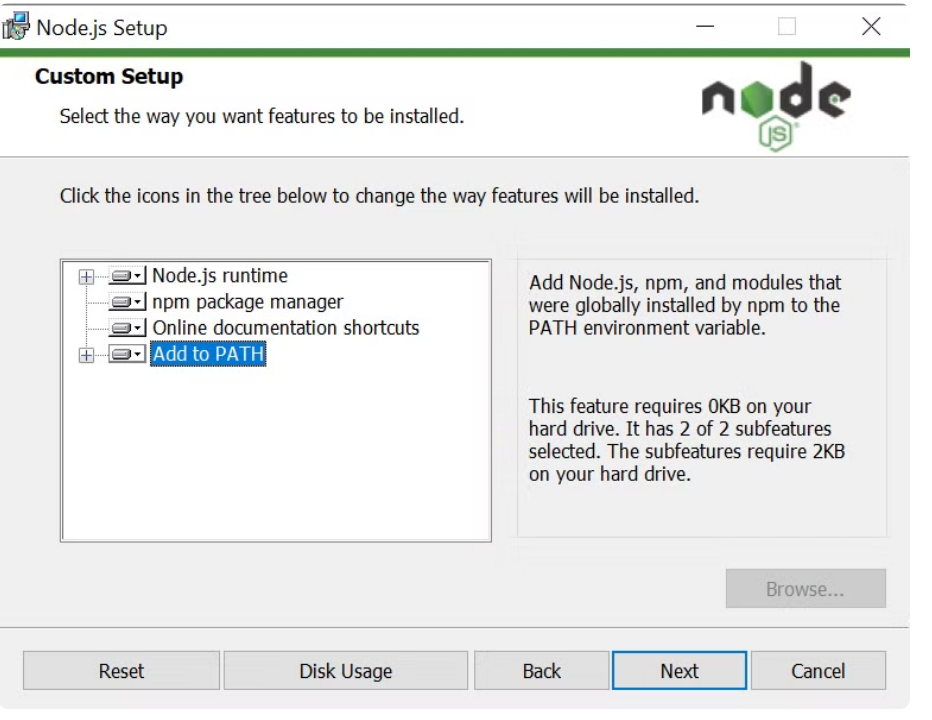 Node.js Setup
Custom Setup
Select the way you want features to be installed.
node
JS
Click the icons in the tree below to change the way features will be installed.
Node.js runtime
npm package manager
Online documentation shortcuts
Add to PATH
Add Node.js, npm, and modules that
were globally installed by npm to the
PATH environment variable.
This feature requires 0KB on your
hard drive. It has 2 of 2 subfeatures
selected. The subfeatures require 2KB
on your hard drive.
Browse...
Reset
Disk Usage
Back
Next
Cancel